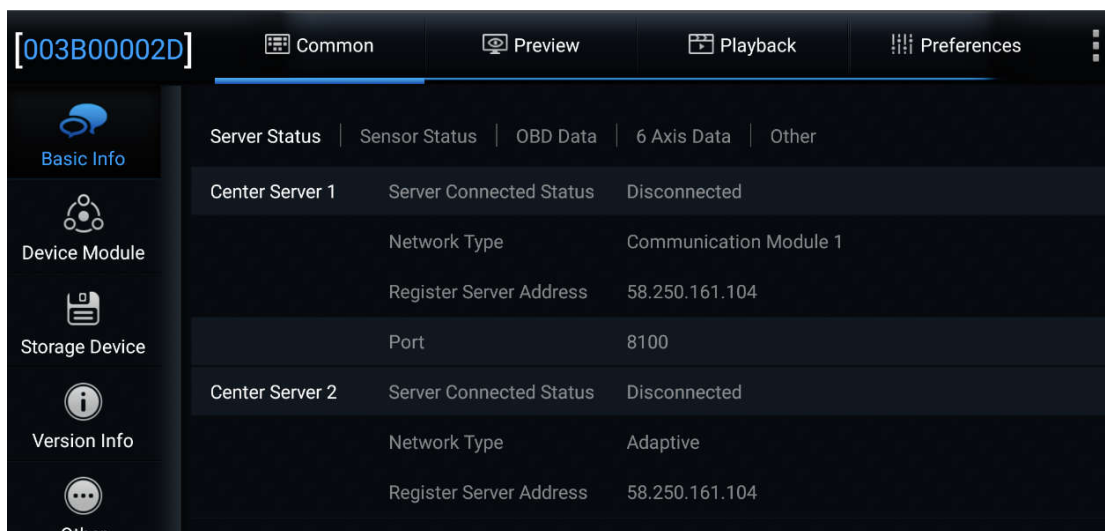 [003B00002D]
Common
Preview
Playback
Preferences
Basic Info
Device Module
Storage Device
Version Info
Server Status | Sensor Status | OBD Data | 6 Axis Data | Other
Center Server 1 Server Connected Status Disconnected
Network Type Communication Module 1
Register Server Address 58.250.161.104
Port 8100
Center Server 2 Server Connected Status Disconnected
Network Type Adaptive
Register Server Address 58.250.161.104